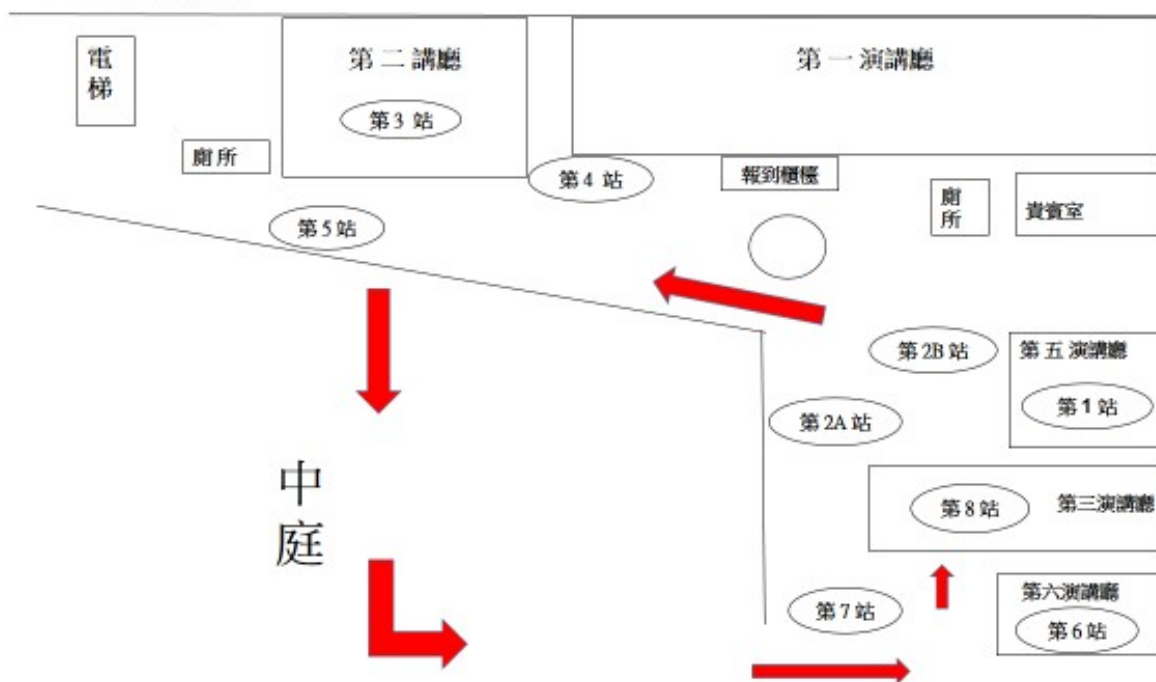 電梯
第 二 講廳
第 一 演講廳
第 3 站
廁所
第 4 站
報到櫃檯
廁所
貴賓室
第 5 站
第 2B 站
第 五 演講廳
第 1 站
第 2A 站
中庭
第 8 站
第三演講廳
第 7 站
第六演講廳
第 6 站